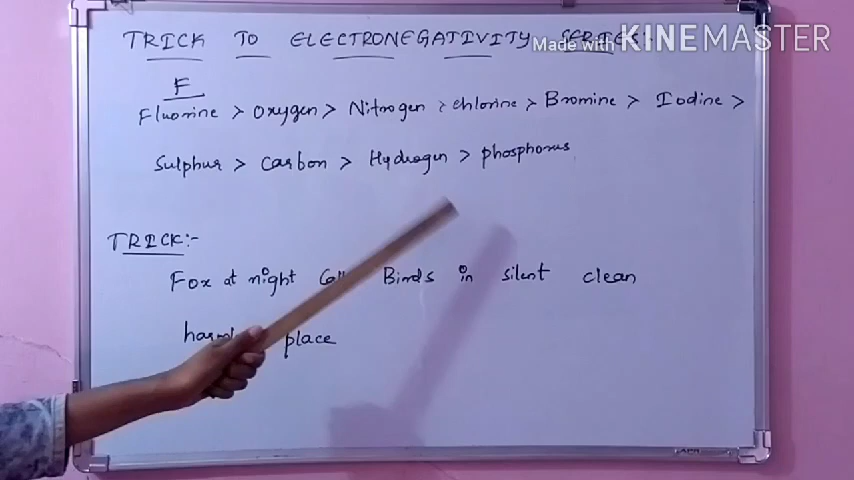 TRICK TO ELECTRONEGATIVITY SERIES:-
Made with KINEMASTER
F
Fluorine > Oxygen > Nitrogen > chlorine > Bromine > Iodine >
Sulphur > Carbon > Hydrogen > phosphorus
TRICK:-
Fox at night Birds in silent clean
place